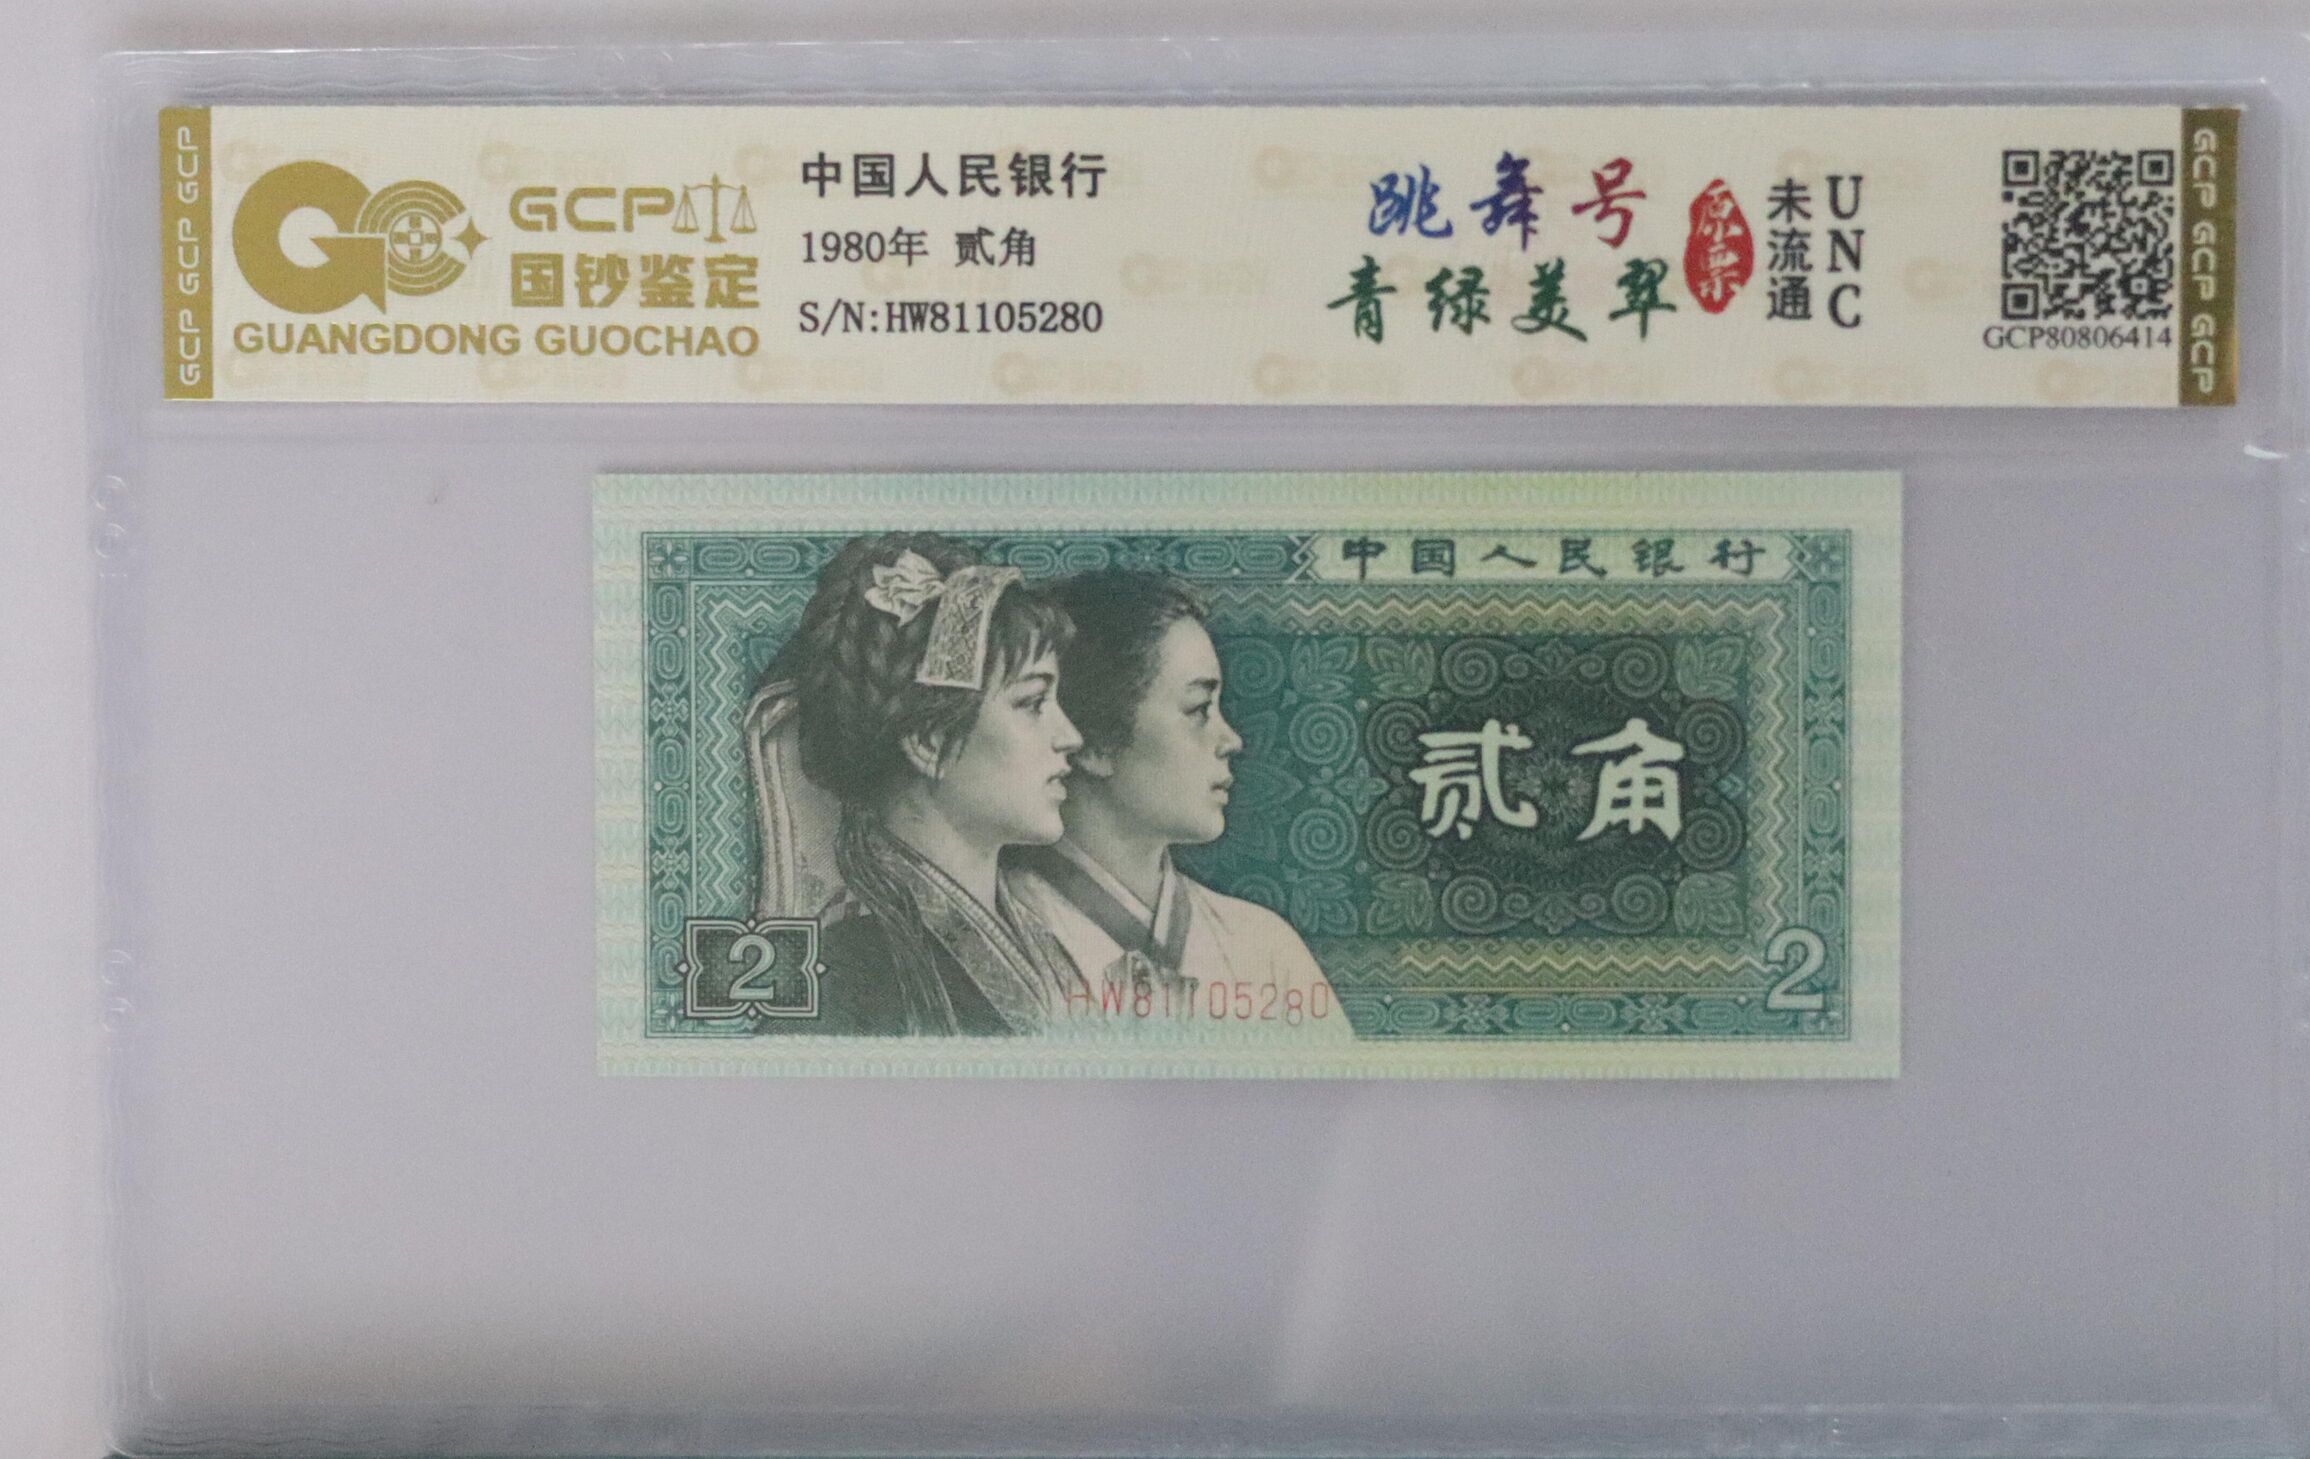 GCP GCP GCP
GCP
国钞鉴定
GUANGDONG GUOCHAO
中国人民银行
1980年 贰角
S/N:HW81105280
跳舞号
青绿美翠
原票
未流通
UNC
GCP80806414
GCP GCP GCP
中国人民银行
贰角
2
HW81105280
2